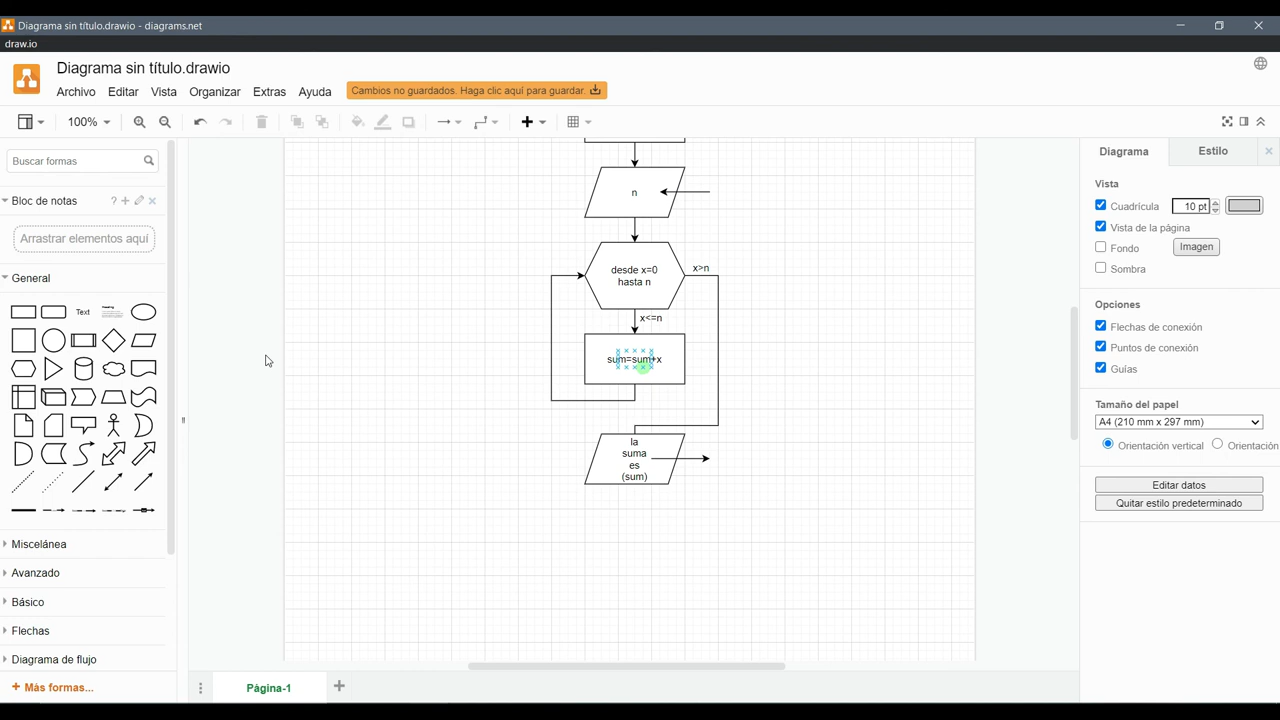 Diagrama sin título.drawio - diagrams.net
draw.io
Diagrama sin título.drawio
Archivo Editar Vista Organizar Extras Ayuda
Cambios no guardados. Haga clic aquí para guardar.
100%
Buscar formas
Bloc de notas
Arrastrar elementos aquí
General
Text
Heading
Miscelánea
Avanzado
Básico
Flechas
Diagrama de flujo
+ Más formas...
n
desde x=0
hasta n
x>n
x<=n
sum=sum+x
la
suma
es
(sum)
Página-1
Diagrama Estilo
Vista
Cuadrícula 10 pt
Vista de la página
Fondo Imagen
Sombra
Opciones
Flechas de conexión
Puntos de conexión
Guías
Tamaño del papel
A4 (210 mm x 297 mm)
Orientación vertical Orientación
Editar datos
Quitar estilo predeterminado